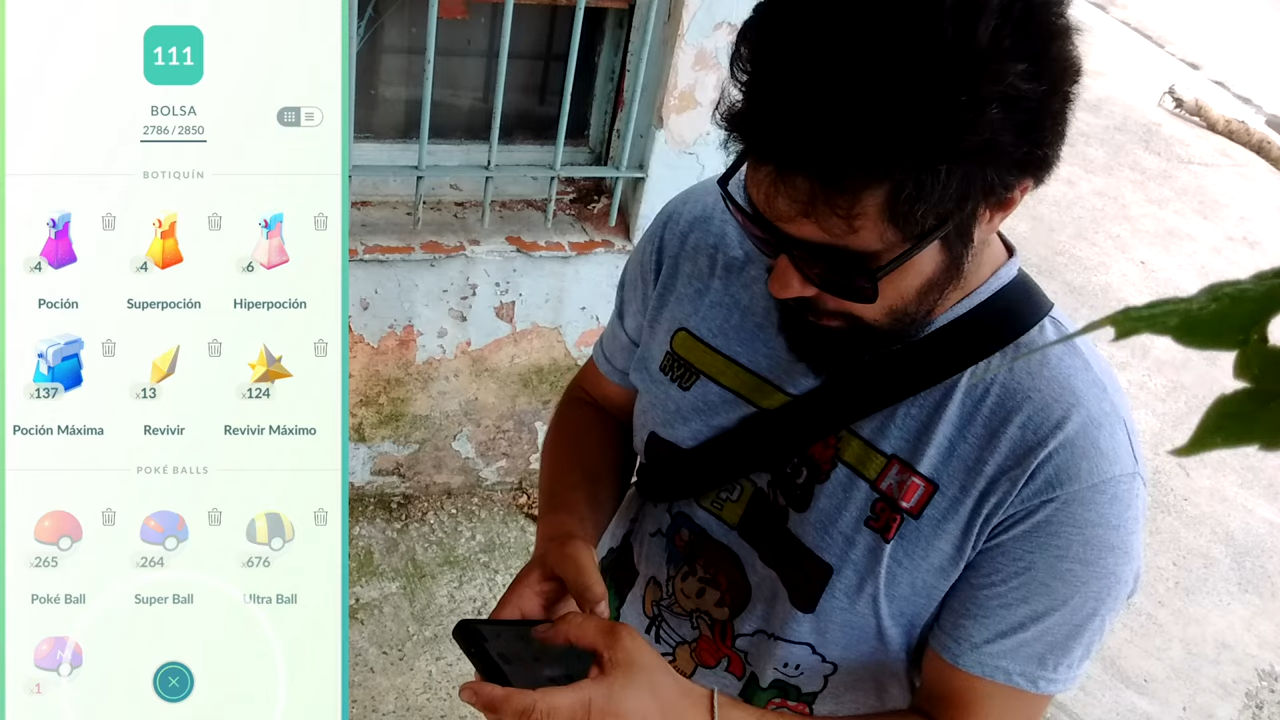 111
BOLSA
2786 / 2850
BOTIQUÍN
x4
x4
x6
Poción
Superpoción
Hiperpoción
x137
x13
x124
Poción Máxima
Revivir
Revivir Máximo
POKÉ BALLS
x265
x264
x676
Poké Ball
Super Ball
Ultra Ball
x1
RYU
KO
?